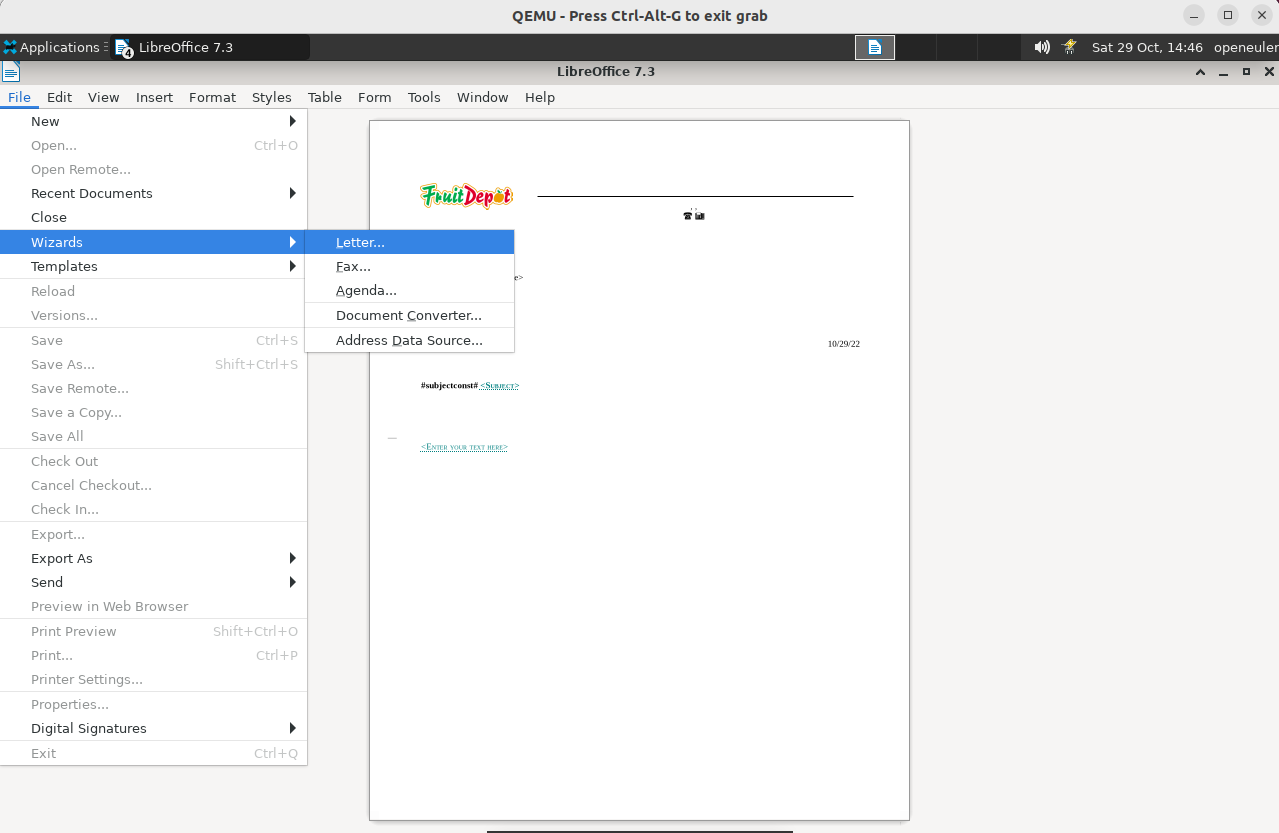 QEMU - Press Ctrl-Alt-G to exit grab
Applications
4 LibreOffice 7.3
Sat 29 Oct, 14:46 openeuler
LibreOffice 7.3
File Edit View Insert Format Styles Table Form Tools Window Help
New
Open... Ctrl+O
Open Remote...
Recent Documents
Close
Wizards
Templates
Reload
Versions...
Save Ctrl+S
Save As... Shift+Ctrl+S
Save Remote...
Save a Copy...
Save All
Check Out
Cancel Checkout...
Check In...
Export...
Export As
Send
Preview in Web Browser
Print Preview Shift+Ctrl+O
Print... Ctrl+P
Printer Settings...
Properties...
Digital Signatures
Exit Ctrl+Q
Letter...
Fax...
Agenda...
Document Converter...
Address Data Source...
FruitDepot
e>
10/29/22
#subjectconst# <Subject>
<Enter your text here>